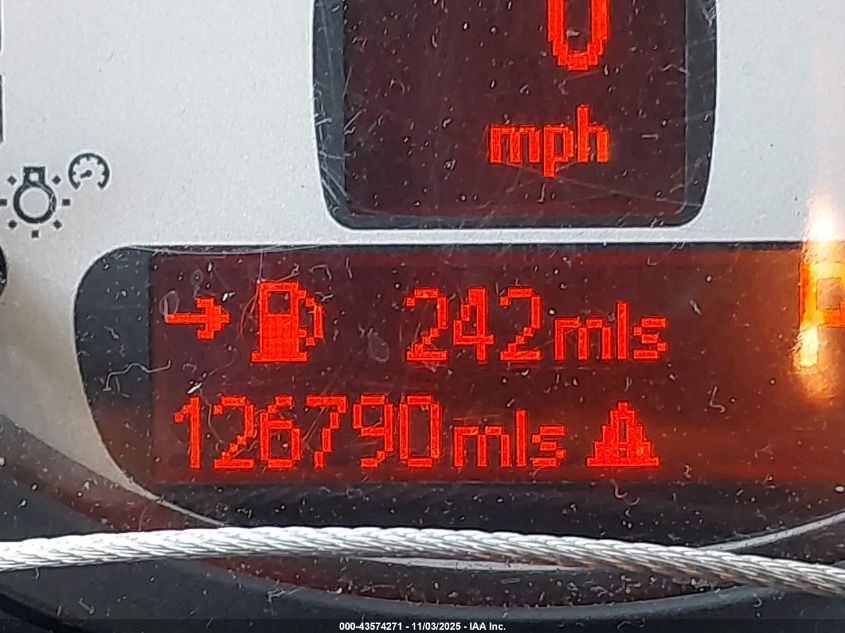 0
mph
242 mls
P
126790 mls
000-43574271 - 11/03/2025 - IAA Inc.